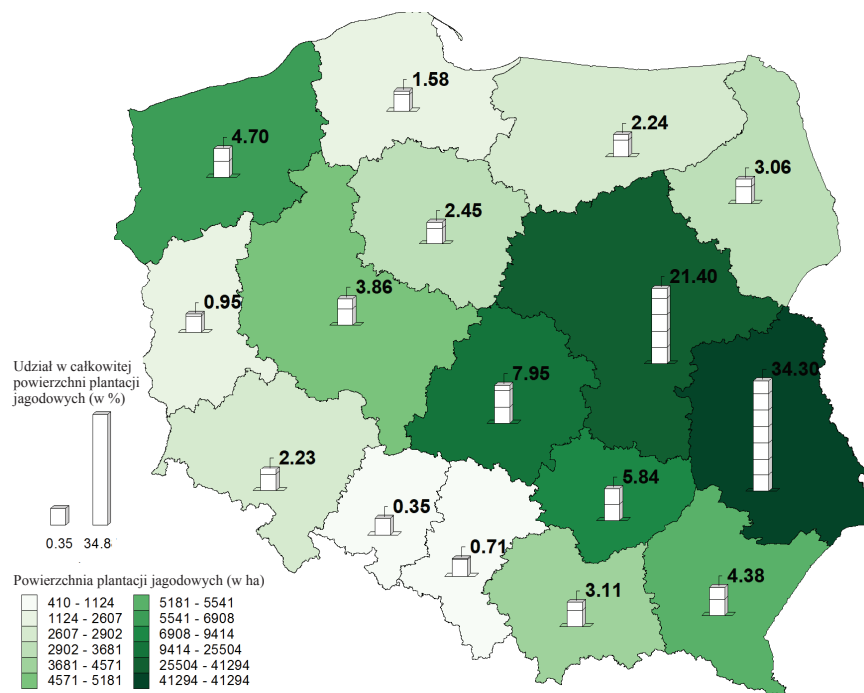 1.58
4.70
2.24
3.06
2.45
21.40
0.95
3.86
34.30
7.95
2.23
5.84
0.35
0.71
4.38
3.11
Udział w całkowitej
powierzchni plantacji
jagodowych (w %)
0.35 34.8
Powierzchnia plantacji jagodowych (w ha)
410 - 1124
1124 - 2607
2607 - 2902
2902 - 3681
3681 - 4571
4571 - 5181
5181 - 5541
5541 - 6908
6908 - 9414
9414 - 25504
25504 - 41294
41294 - 41294